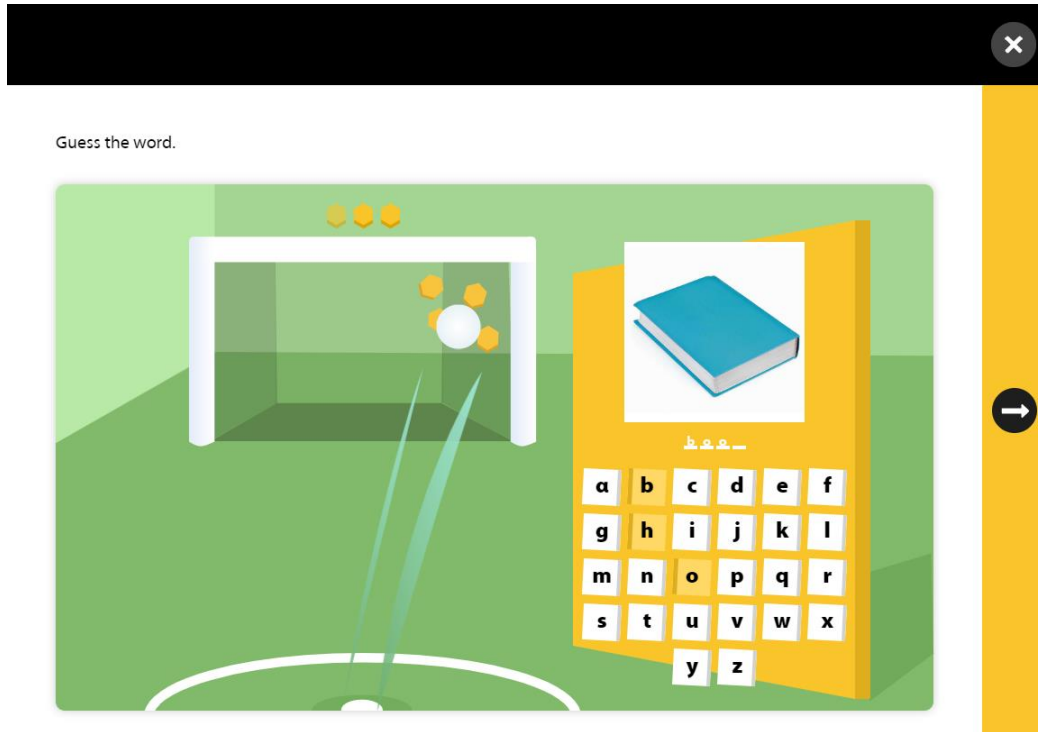 Guess the word.
b o o _
a b c d e f
g h i j k l
m n o p q r
s t u v w x
y z